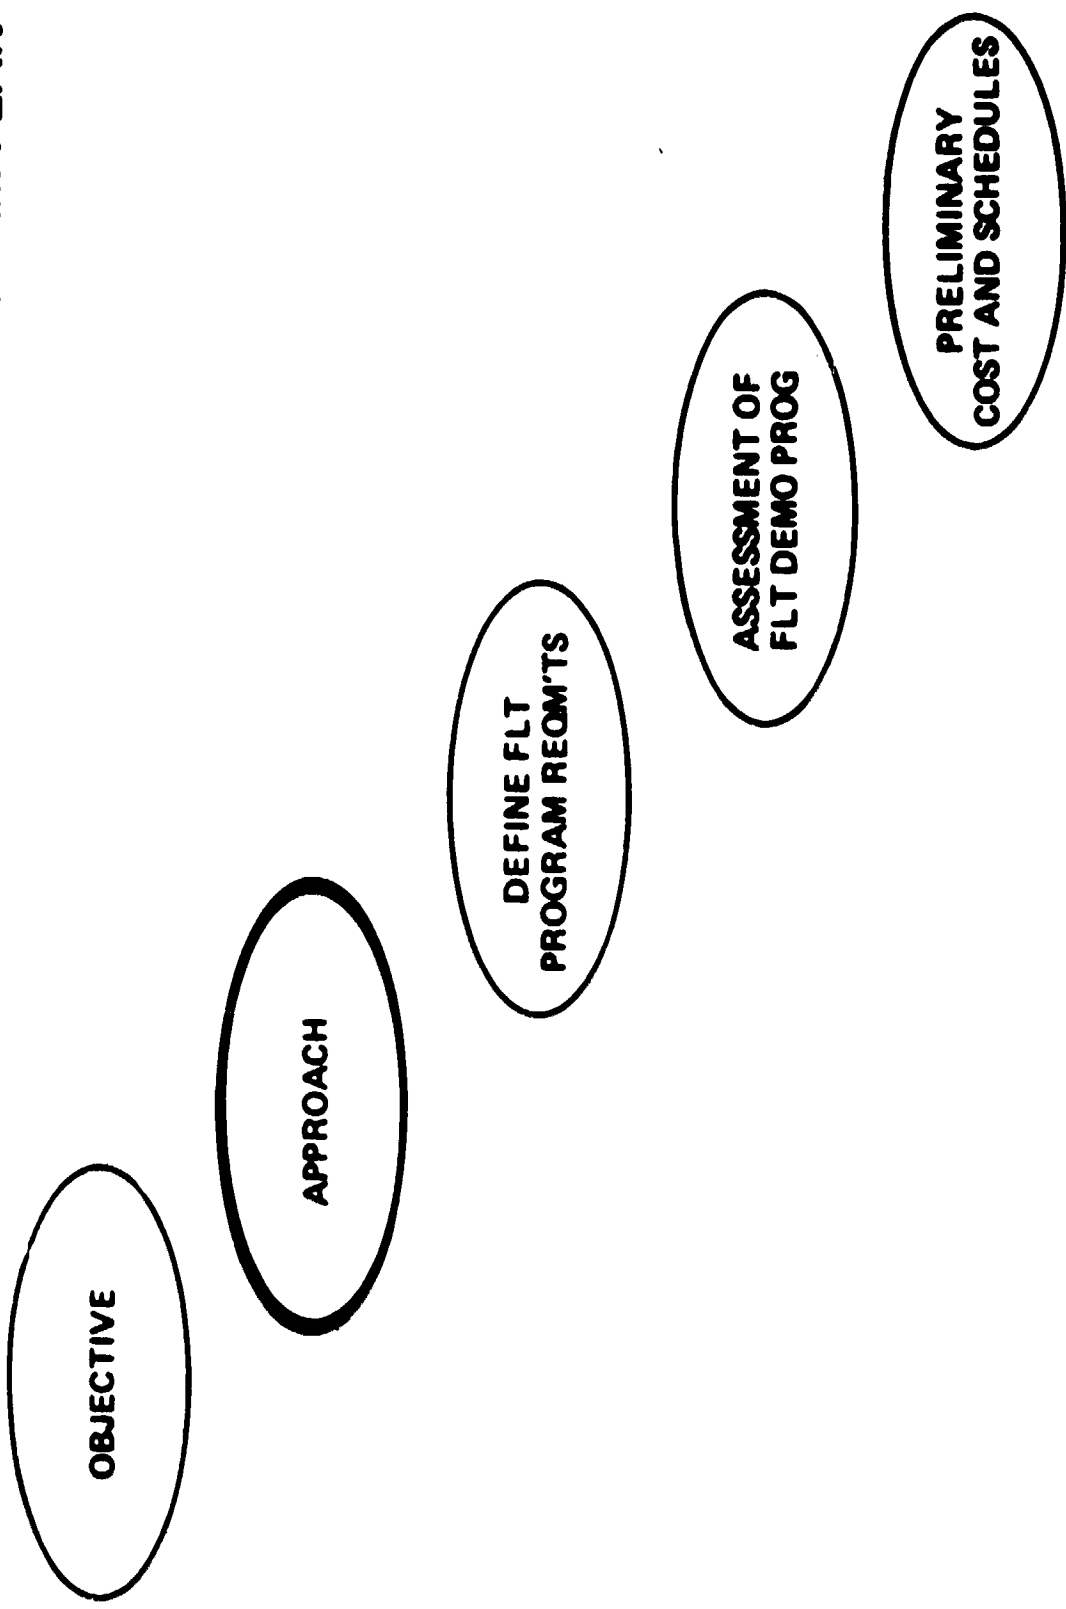 OBJECTIVE
APPROACH
DEFINE FLT
PROGRAM REQM'TS
ASSESSMENT OF
FLT DEMO PROG
PRELIMINARY
COST AND SCHEDULES